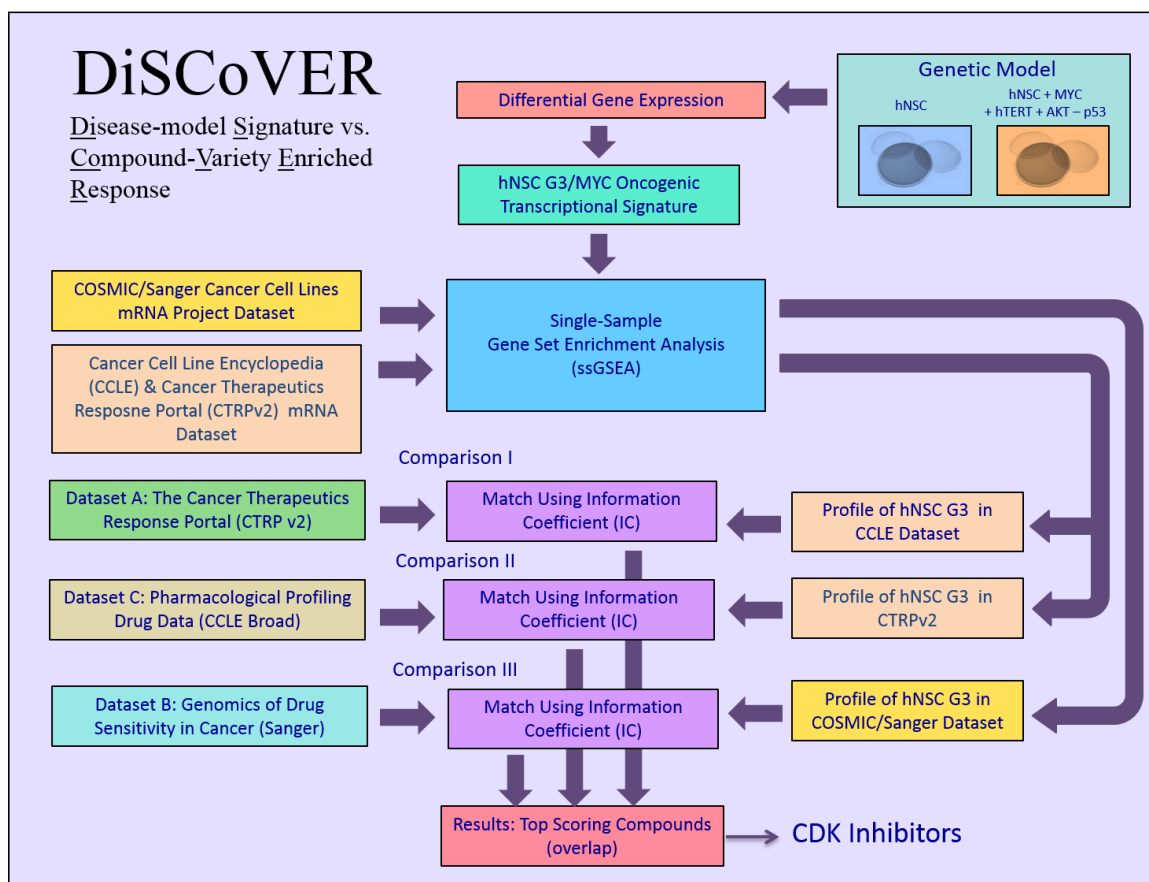 DiSCoVER
Disease-model Signature vs.
Compound-Variety Enriched
Response
Differential Gene Expression
Genetic Model
hNSC
hNSC + MYC
+ hTERT + AKT – p53
hNSC G3/MYC Oncogenic
Transcriptional Signature
COSMIC/Sanger Cancer Cell Lines
mRNA Project Dataset
Single-Sample
Gene Set Enrichment Analysis
(ssGSEA)
Cancer Cell Line Encyclopedia
(CCLE) & Cancer Therapeutics
Resposne Portal (CTRPv2) mRNA
Dataset
Comparison I
Dataset A: The Cancer Therapeutics
Response Portal (CTRP v2)
Match Using Information
Coefficient (IC)
Profile of hNSC G3 in
CCLE Dataset
Comparison II
Dataset C: Pharmacological Profiling
Drug Data (CCLE Broad)
Match Using Information
Coefficient (IC)
Profile of hNSC G3 in
CTRPv2
Comparison III
Dataset B: Genomics of Drug
Sensitivity in Cancer (Sanger)
Match Using Information
Coefficient (IC)
Profile of hNSC G3 in
COSMIC/Sanger Dataset
Results: Top Scoring Compounds
(overlap)
CDK Inhibitors